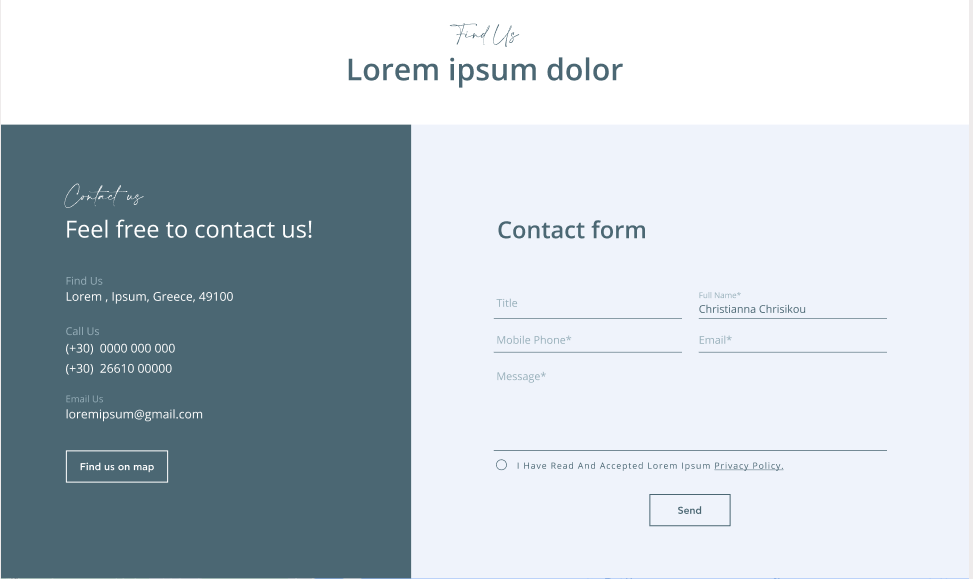 Find Us
Lorem ipsum dolor
Contact us
Feel free to contact us!
Find Us
Lorem , Ipsum, Greece, 49100
Call Us
(+30) 0000 000 000
(+30) 26610 00000
Email Us
loremipsum@gmail.com
Find us on map
Contact form
Title
Full Name*
Christianna Chrisikou
Mobile Phone*
Email*
Message*
I Have Read And Accepted Lorem Ipsum Privacy Policy.
Send